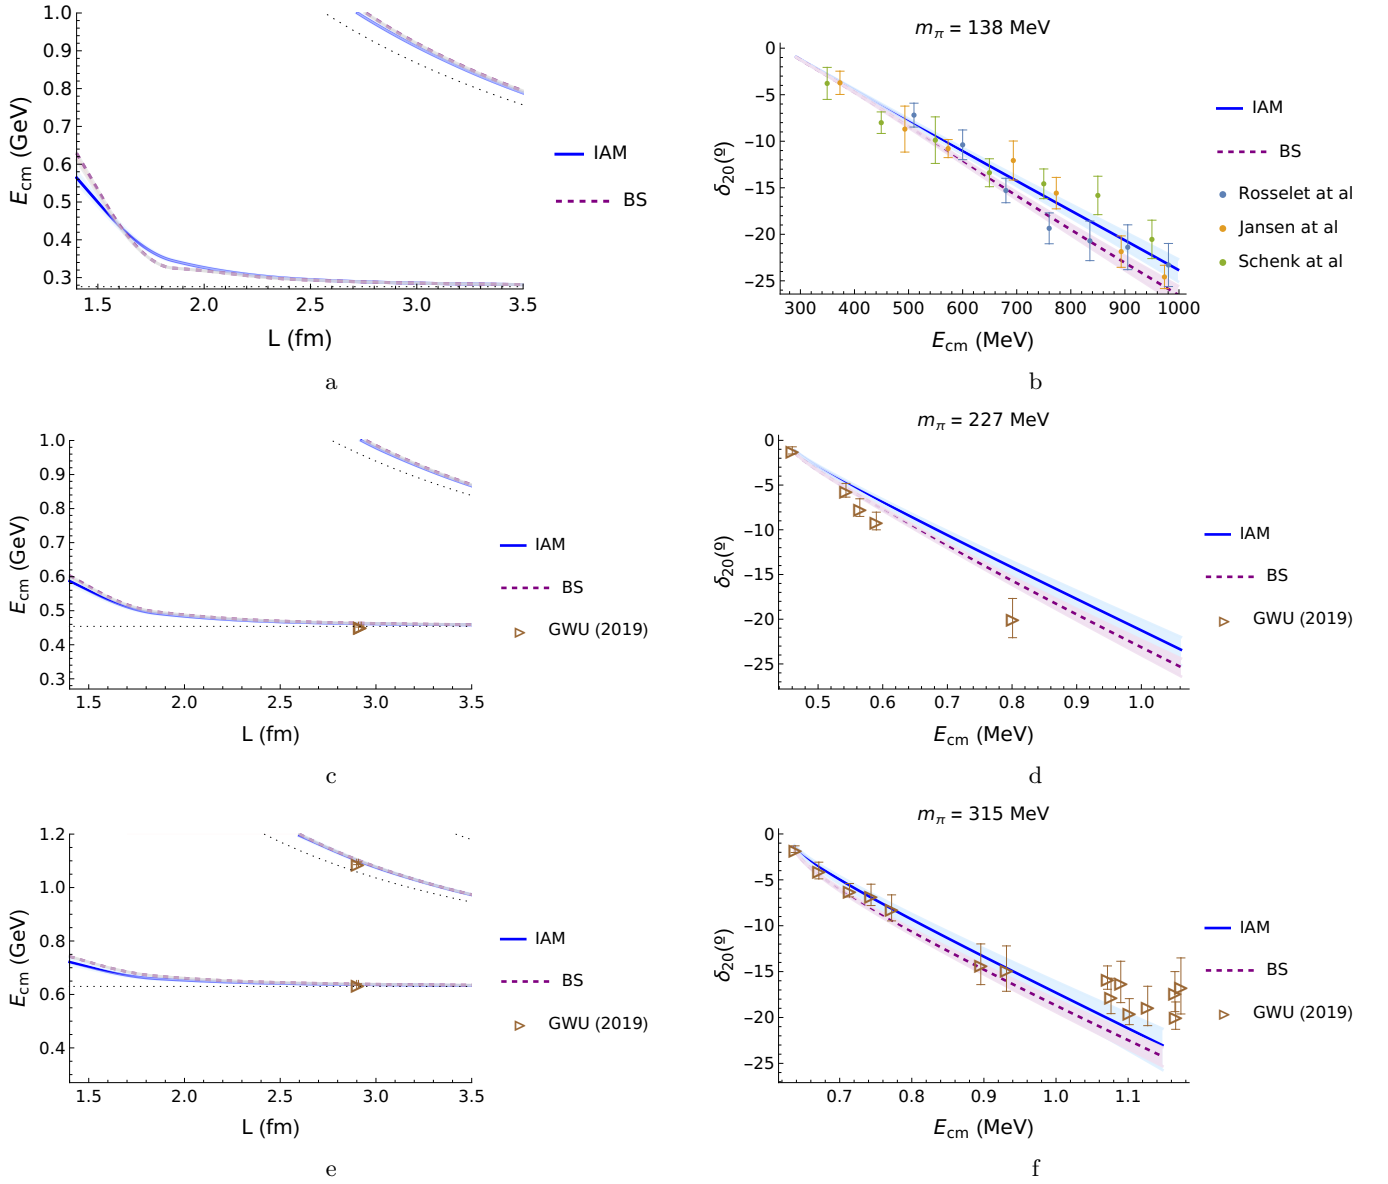 1.0
0.9
0.8
0.7
0.6
0.5
0.4
0.3
E_cm (GeV)
1.5 2.0 2.5 3.0 3.5
L (fm)
IAM
BS
a
m_π = 138 MeV
0
−5
−10
−15
−20
−25
δ_20(º)
300 400 500 600 700 800 900 1000
E_cm (MeV)
IAM
BS
Rosselet at al
Jansen at al
Schenk at al
b
1.0
0.9
0.8
0.7
0.6
0.5
0.4
0.3
E_cm (GeV)
1.5 2.0 2.5 3.0 3.5
L (fm)
IAM
BS
GWU (2019)
c
m_π = 227 MeV
0
−5
−10
−15
−20
−25
δ_20(º)
0.5 0.6 0.7 0.8 0.9 1.0
E_cm (MeV)
IAM
BS
GWU (2019)
d
1.2
1.0
0.8
0.6
0.4
E_cm (GeV)
1.5 2.0 2.5 3.0 3.5
L (fm)
IAM
BS
GWU (2019)
e
m_π = 315 MeV
0
−5
−10
−15
−20
−25
δ_20(º)
0.7 0.8 0.9 1.0 1.1
E_cm (MeV)
IAM
BS
GWU (2019)
f